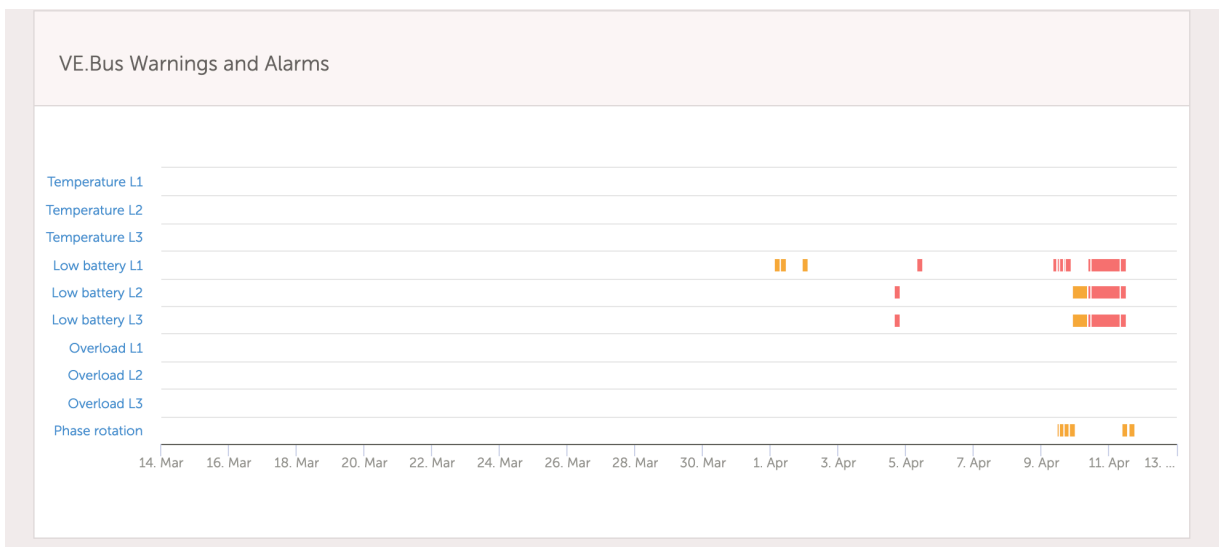 VE.Bus Warnings and Alarms
Temperature L1
Temperature L2
Temperature L3
Low battery L1
Low battery L2
Low battery L3
Overload L1
Overload L2
Overload L3
Phase rotation
14. Mar 16. Mar 18. Mar 20. Mar 22. Mar 24. Mar 26. Mar 28. Mar 30. Mar 1. Apr 3. Apr 5. Apr 7. Apr 9. Apr 11. Apr 13. ...